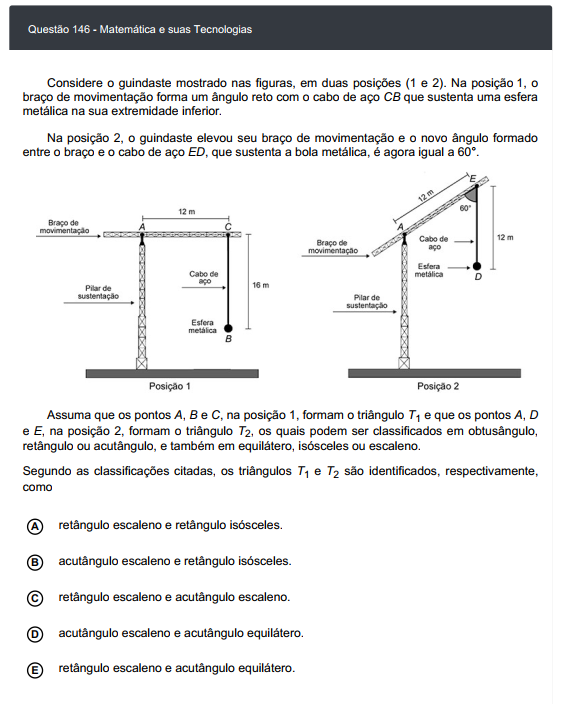 Questão 146 - Matemática e suas Tecnologias
Considere o guindaste mostrado nas figuras, em duas posições (1 e 2). Na posição 1, o
braço de movimentação forma um ângulo reto com o cabo de aço CB que sustenta uma esfera
metálica na sua extremidade inferior.
Na posição 2, o guindaste elevou seu braço de movimentação e o novo ângulo formado
entre o braço e o cabo de aço ED, que sustenta a bola metálica, é agora igual a 60°.
12 m
Braço de
movimentação
A
C
Cabo de
aço
16 m
Pilar de
sustentação
Esfera
metálica
B
Posição 1
E
12 m
60°
A
Braço de
movimentação
Cabo de
aço
12 m
Esfera
metálica
D
Pilar de
sustentação
Posição 2
Assuma que os pontos A, B e C, na posição 1, formam o triângulo T1 e que os pontos A, D
e E, na posição 2, formam o triângulo T2, os quais podem ser classificados em obtusângulo,
retângulo ou acutângulo, e também em equilátero, isósceles ou escaleno.
Segundo as classificações citadas, os triângulos T1 e T2 são identificados, respectivamente,
como
A retângulo escaleno e retângulo isósceles.
B acutângulo escaleno e retângulo isósceles.
C retângulo escaleno e acutângulo escaleno.
D acutângulo escaleno e acutângulo equilátero.
E retângulo escaleno e acutângulo equilátero.